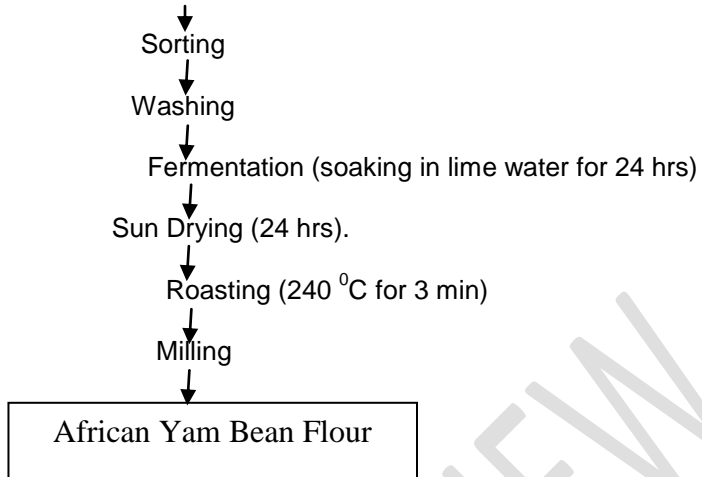 Sorting
Washing
Fermentation (soaking in lime water for 24 hrs)
Sun Drying (24 hrs).
Roasting (240 ⁰C for 3 min)
Milling
African Yam Bean Flour